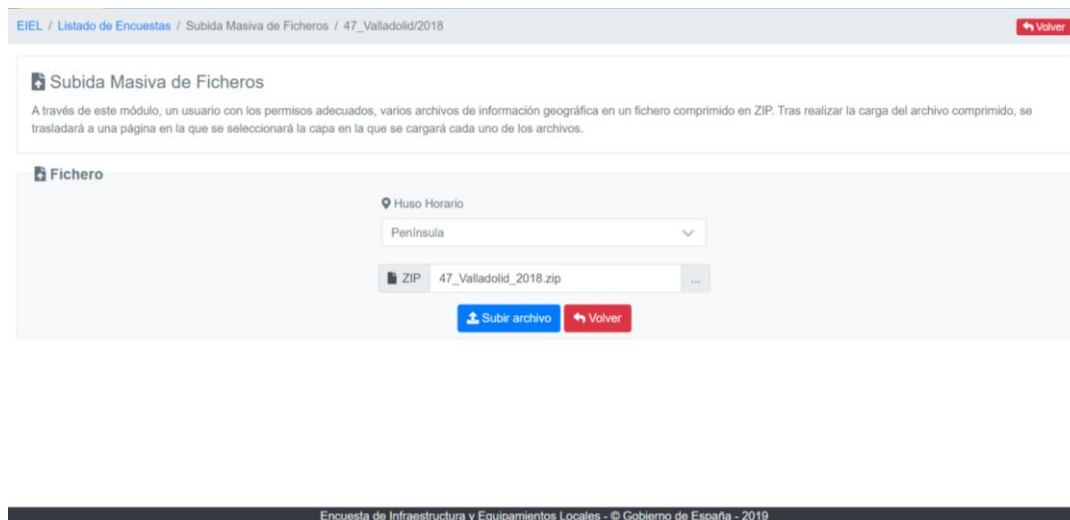 EIEL / Listado de Encuestas / Subida Masiva de Ficheros / 47_Valladolid/2018
Volver
Subida Masiva de Ficheros
A través de este módulo, un usuario con los permisos adecuados, varios archivos de información geográfica en un fichero comprimido en ZIP. Tras realizar la carga del archivo comprimido, se
trasladará a una página en la que se seleccionará la capa en la que se cargará cada uno de los archivos.
Fichero
Huso Horario
Península
ZIP 47_Valladolid_2018.zip ...
Subir archivo Volver
Encuesta de Infraestructura y Equipamientos Locales - © Gobierno de España - 2019